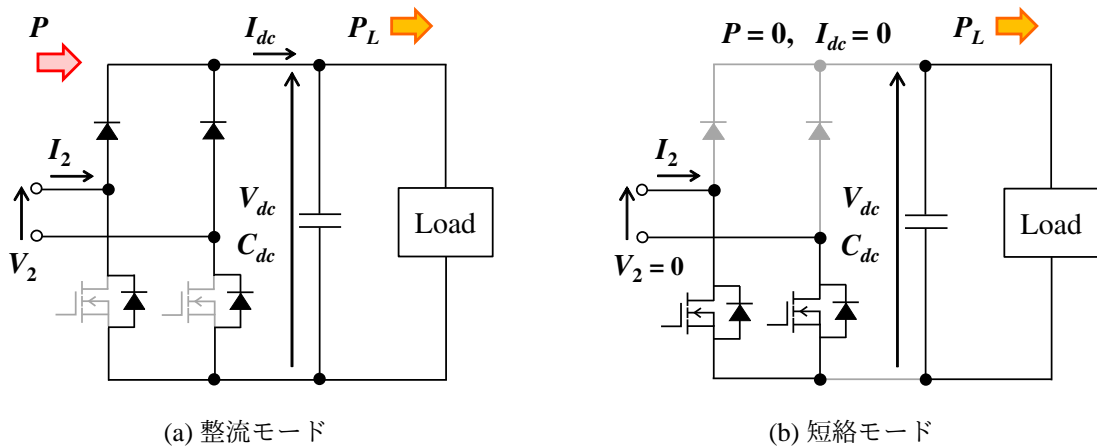 P
I_dc
P_L
I_2
V_dc
C_dc
V_2
Load
(a) 整流モード
P = 0, I_dc = 0
P_L
I_2
V_dc
C_dc
V_2 = 0
Load
(b) 短絡モード